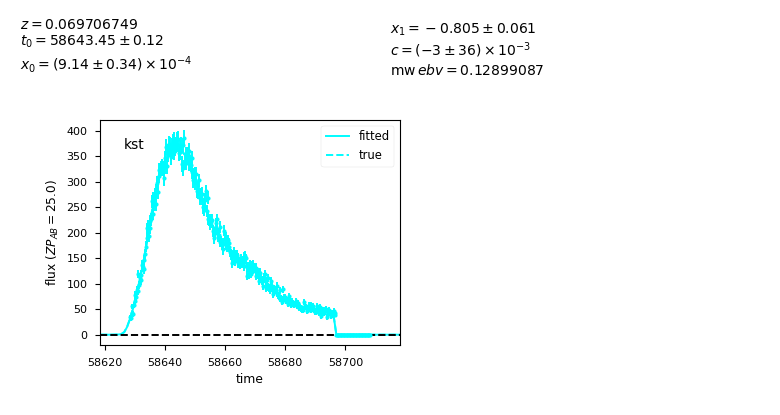 z = 0.069706749
t₀ = 58643.45 ± 0.12
x₀ = (9.14 ± 0.34) × 10⁻⁴
x₁ = − 0.805 ± 0.061
c = (−3 ± 36) × 10⁻³
mw ebv = 0.12899087
kst
fitted
true
400
350
300
250
200
150
100
50
0
flux (ZP_AB = 25.0)
58620 58640 58660 58680 58700
time